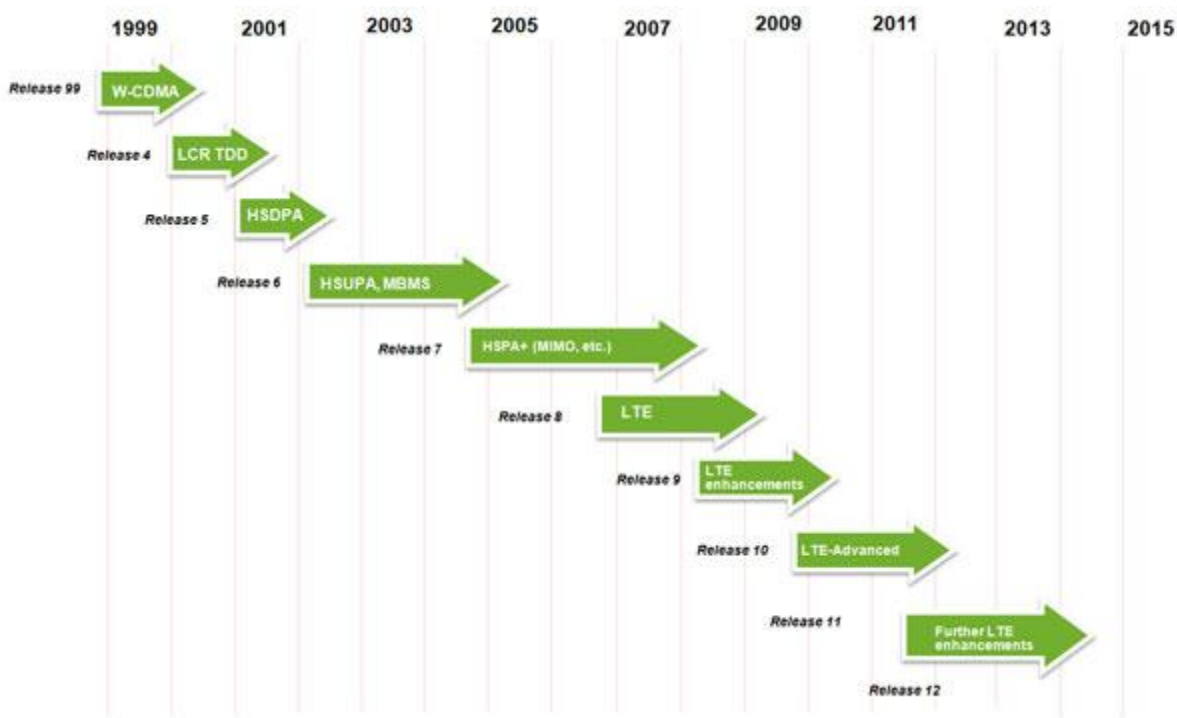 1999 2001 2003 2005 2007 2009 2011 2013 2015
Release 99 W-CDMA
Release 4 LCR TDD
Release 5 HSDPA
Release 6 HSUPA, MBMS
Release 7 HSPA+ (MIMO, etc.)
Release 8 LTE
Release 9 LTE
enhancements
Release 10 LTE-Advanced
Release 11 Further LTE
enhancements
Release 12